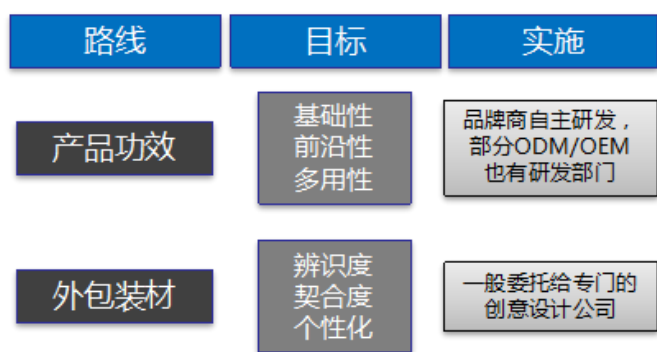 路线
目标
实施
产品功效
基础性
前沿性
多用性
品牌商自主研发，
部分ODM/OEM
也有研发部门
外包装材
辨识度
契合度
个性化
一般委托给专门的
创意设计公司